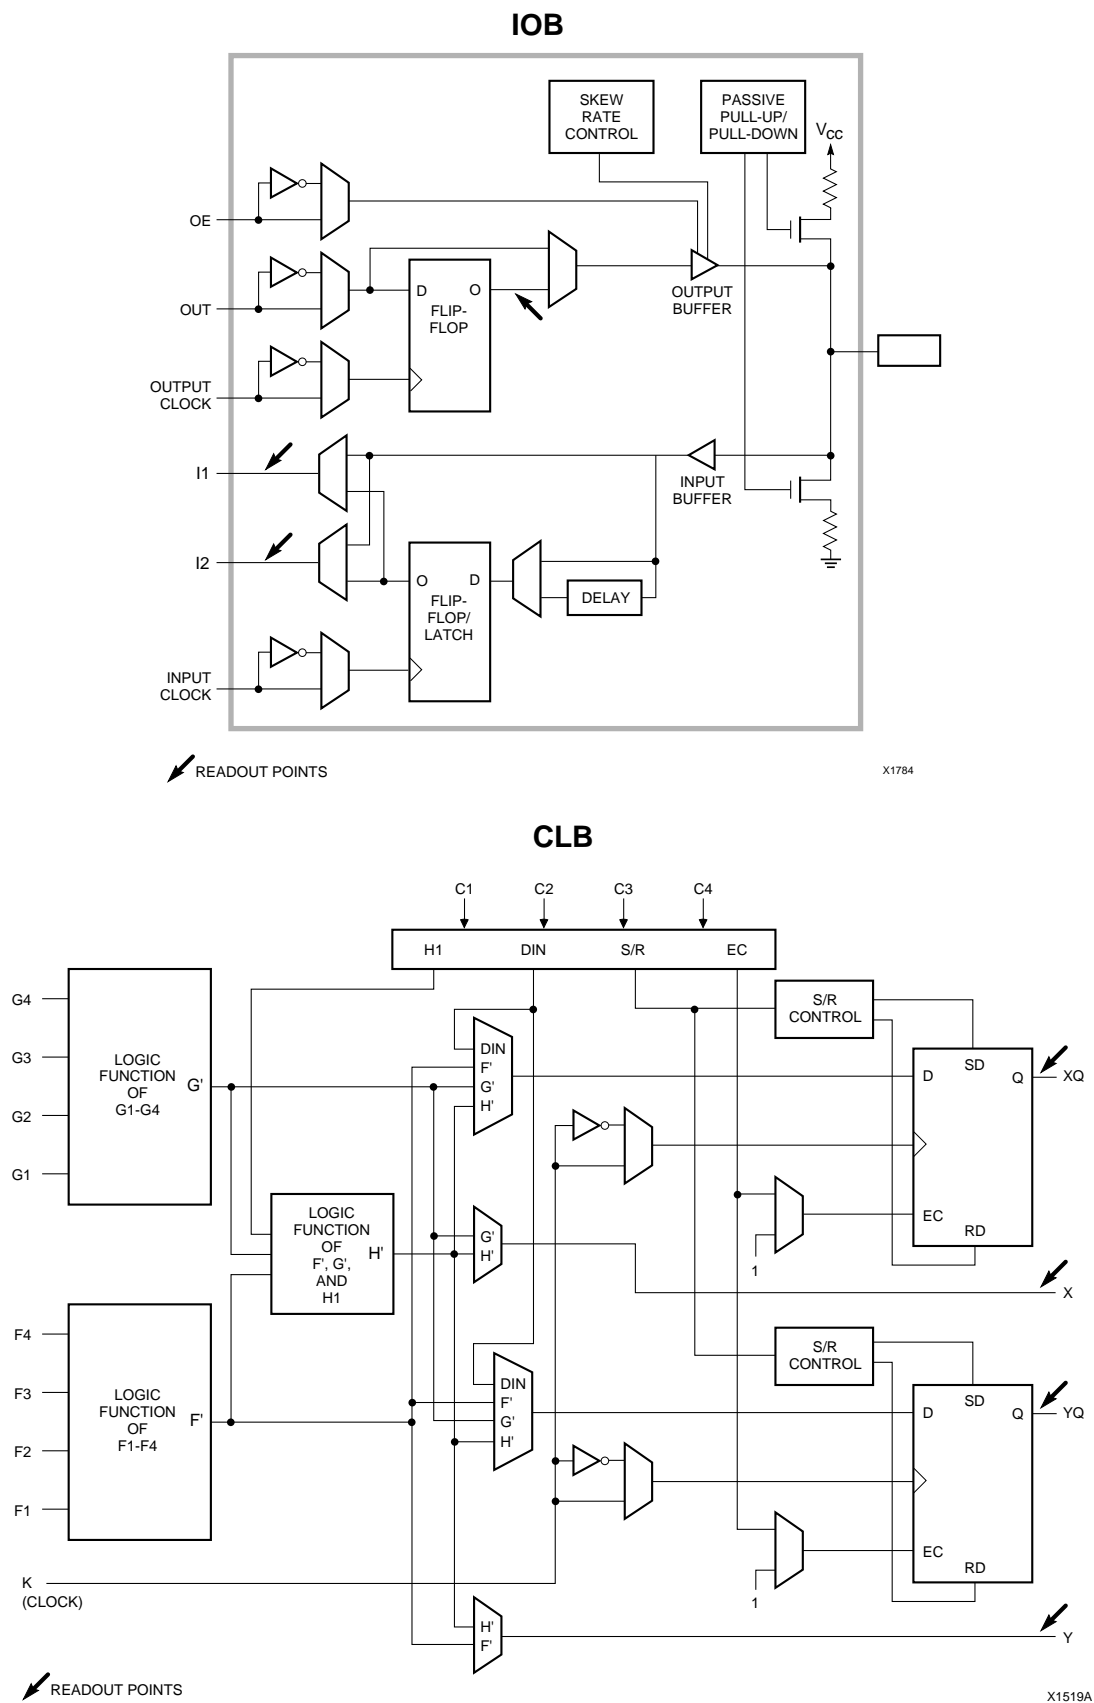 IOB
SKEW
RATE
CONTROL
PASSIVE
PULL-UP/
PULL-DOWN
VCC
OE
OUT
D
O
FLIP-
FLOP
OUTPUT
BUFFER
OUTPUT
CLOCK
I1
INPUT
BUFFER
I2
O
D
FLIP-
FLOP/
LATCH
DELAY
INPUT
CLOCK
READOUT POINTS
X1784
CLB
C1
C2
C3
C4
H1
DIN
S/R
EC
G4
G3
G2
G1
LOGIC
FUNCTION
OF
G1-G4
G'
DIN
F'
G'
H'
S/R
CONTROL
D
SD
Q
XQ
EC
RD
1
LOGIC
FUNCTION
OF
F', G',
AND
H1
H'
G'
H'
X
F4
F3
F2
F1
LOGIC
FUNCTION
OF
F1-F4
F'
DIN
F'
G'
H'
S/R
CONTROL
D
SD
Q
YQ
EC
RD
1
K
(CLOCK)
H'
F'
Y
READOUT POINTS
X1519A